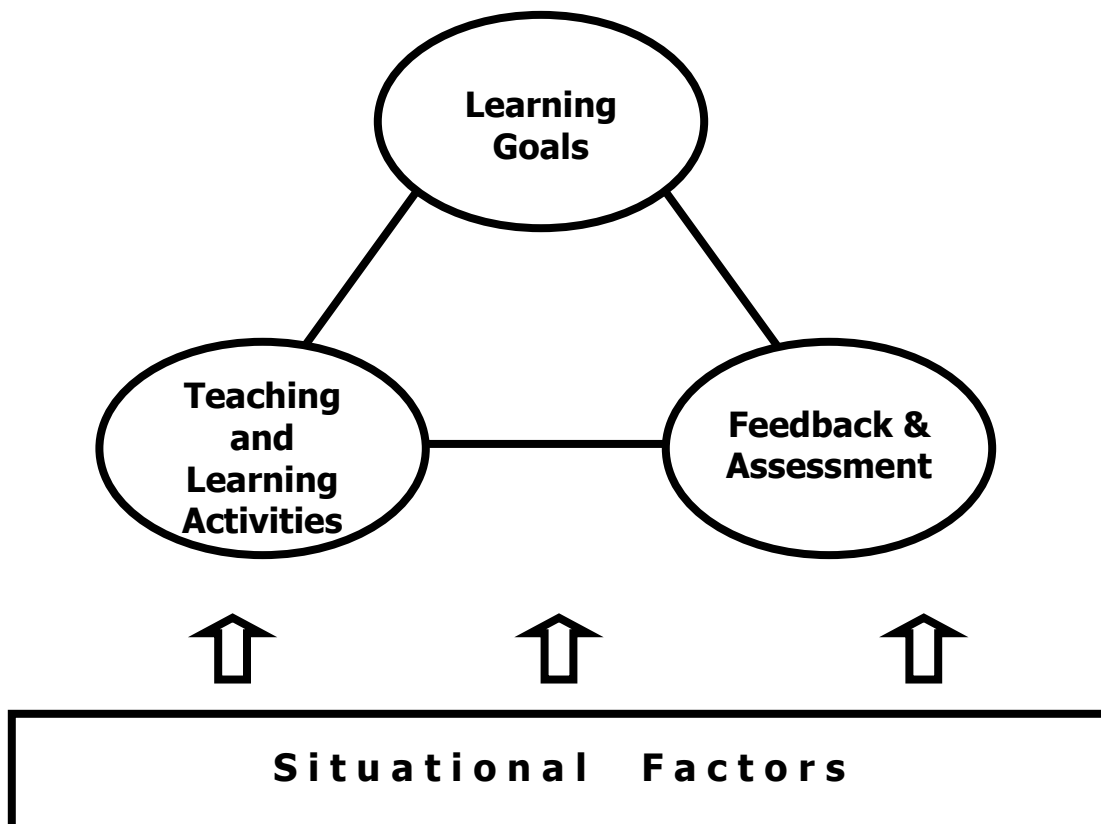 Learning
Goals
Teaching
and
Learning
Activities
Feedback &
Assessment
Situational Factors